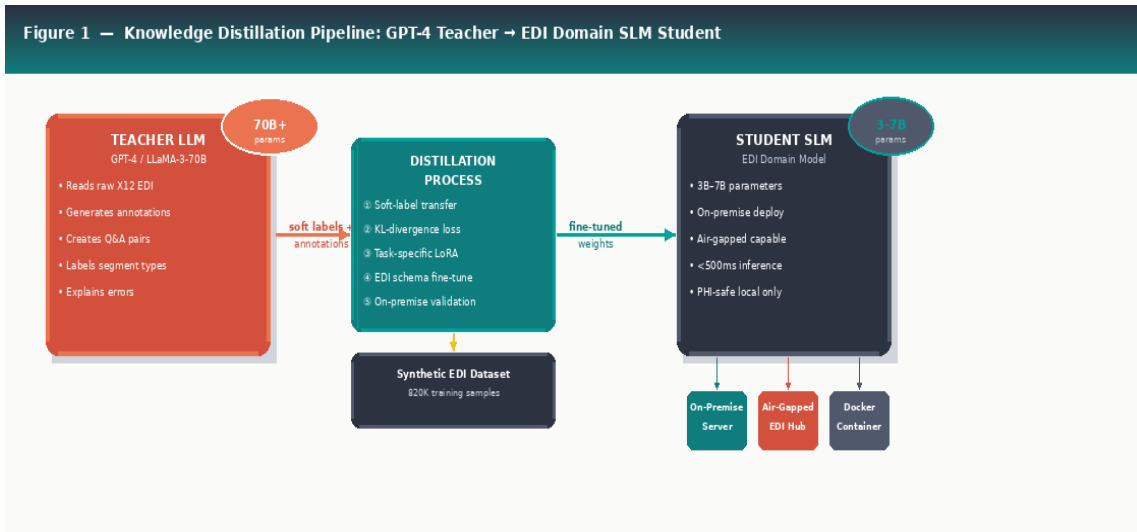 Figure 1 — Knowledge Distillation Pipeline: GPT-4 Teacher → EDI Domain SLM Student
70B+
params
TEACHER LLM
GPT-4 / LLaMA-3-70B
• Reads raw X12 EDI
• Generates annotations
• Creates Q&A pairs
• Labels segment types
• Explains errors
soft labels +
annotations
DISTILLATION
PROCESS
① Soft-label transfer
② KL-divergence loss
③ Task-specific LoRA
④ EDI schema fine-tune
⑤ On-premise validation
Synthetic EDI Dataset
820K training samples
fine-tuned
weights
3-7B
params
STUDENT SLM
EDI Domain Model
• 3B–7B parameters
• On-premise deploy
• Air-gapped capable
• <500ms inference
• PHI-safe local only
On-Premise
Server
Air-Gapped
EDI Hub
Docker
Container